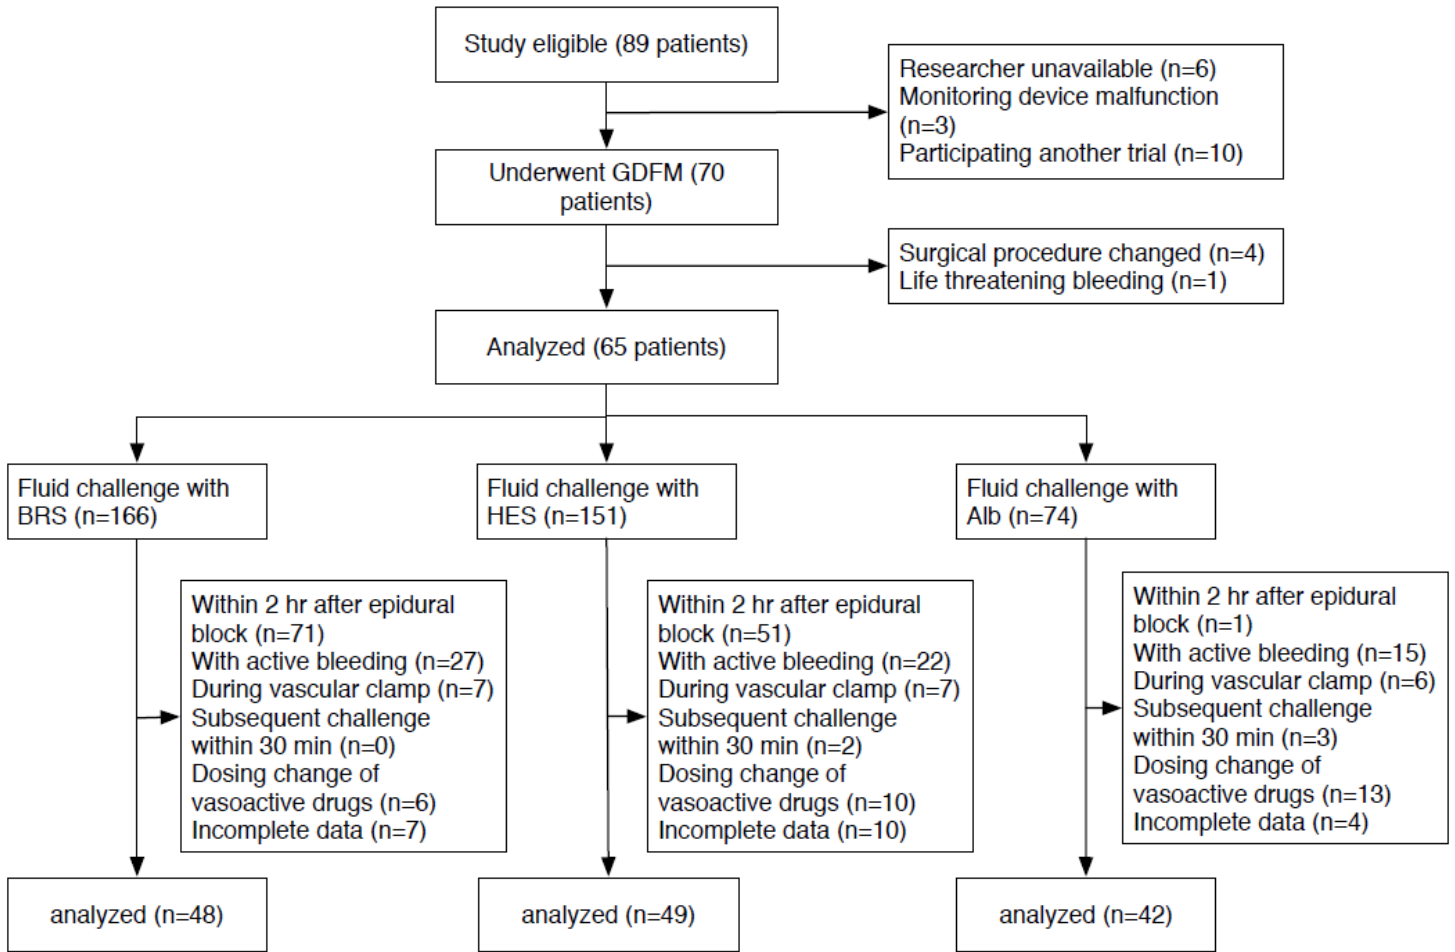 Study eligible (89 patients)
Researcher unavailable (n=6)
Monitoring device malfunction
(n=3)
Participating another trial (n=10)
Underwent GDFM (70
patients)
Surgical procedure changed (n=4)
Life threatening bleeding (n=1)
Analyzed (65 patients)
Fluid challenge with
BRS (n=166)
Fluid challenge with
HES (n=151)
Fluid challenge with
Alb (n=74)
Within 2 hr after epidural
block (n=71)
With active bleeding (n=27)
During vascular clamp (n=7)
Subsequent challenge
within 30 min (n=0)
Dosing change of
vasoactive drugs (n=6)
Incomplete data (n=7)
Within 2 hr after epidural
block (n=51)
With active bleeding (n=22)
During vascular clamp (n=7)
Subsequent challenge
within 30 min (n=2)
Dosing change of
vasoactive drugs (n=10)
Incomplete data (n=10)
Within 2 hr after epidural
block (n=1)
With active bleeding (n=15)
During vascular clamp (n=6)
Subsequent challenge
within 30 min (n=3)
Dosing change of
vasoactive drugs (n=13)
Incomplete data (n=4)
analyzed (n=48)
analyzed (n=49)
analyzed (n=42)